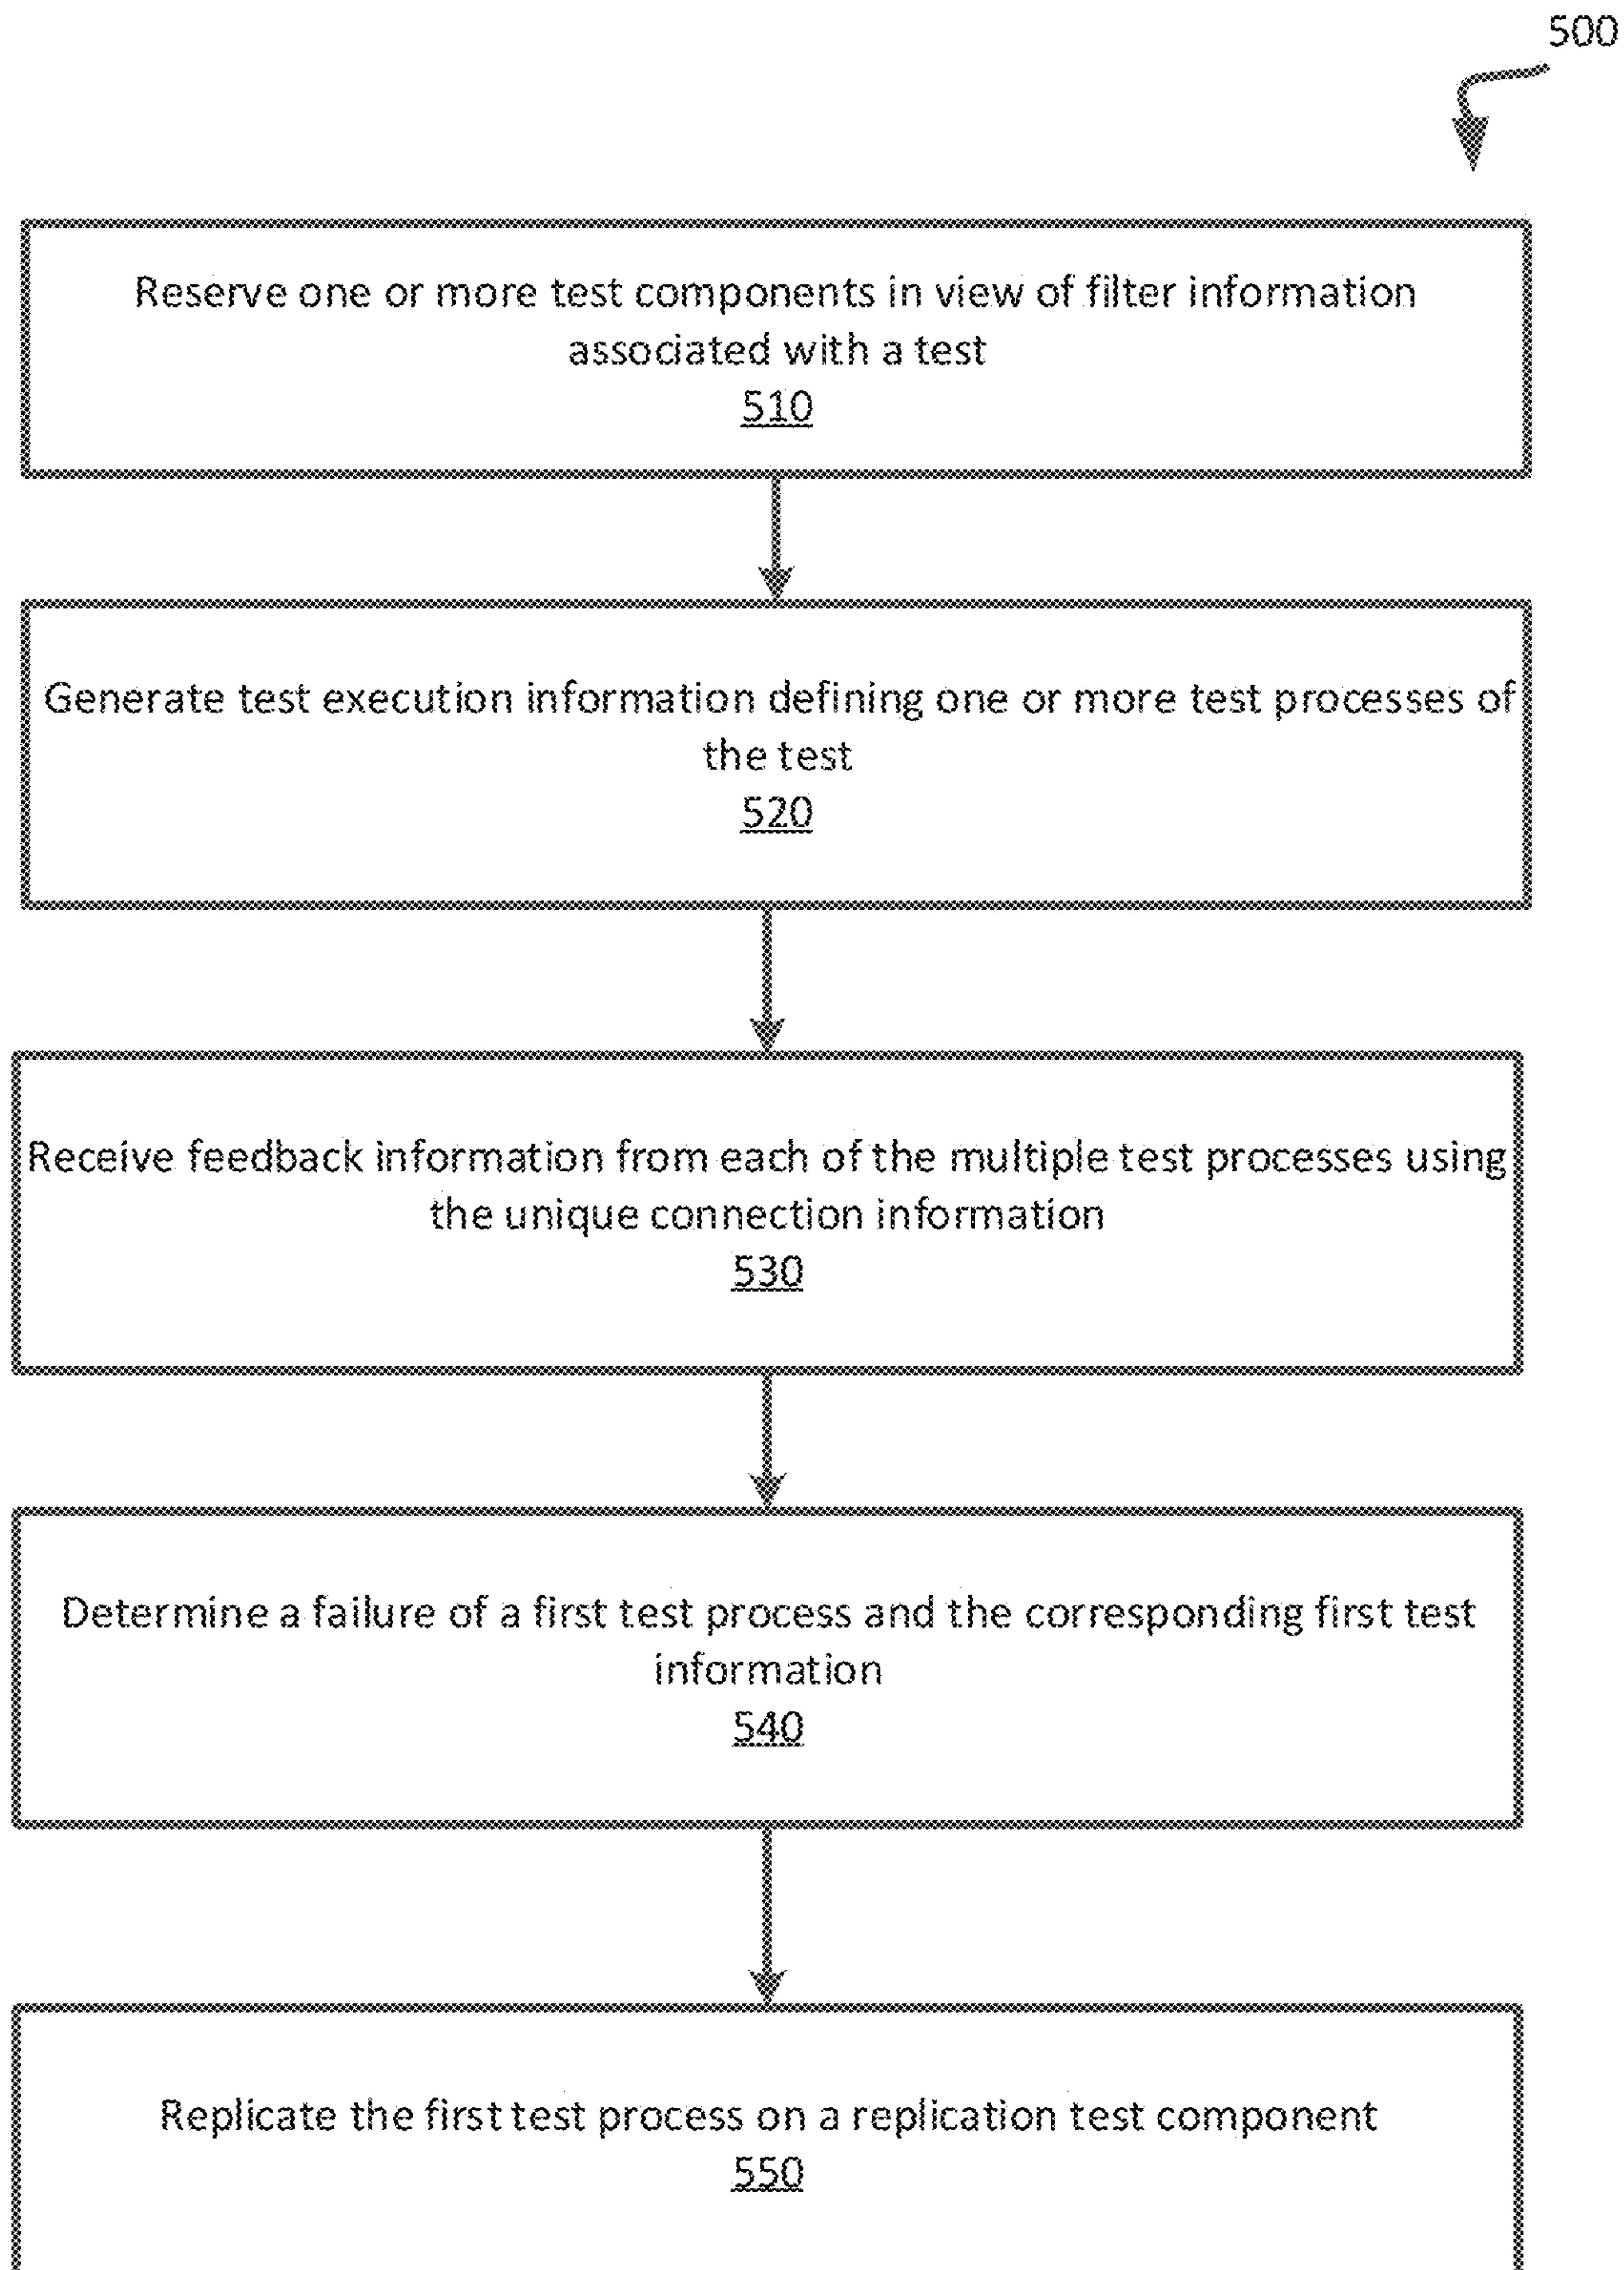 500
Reserve one or more test components in view of filter information
associated with a test
510
Generate test execution information defining one or more test processes of
the test
520
Receive feedback information from each of the multiple test processes using
the unique connection information
530
Determine a failure of a first test process and the corresponding first test
information
540
Replicate the first test process on a replication test component
550